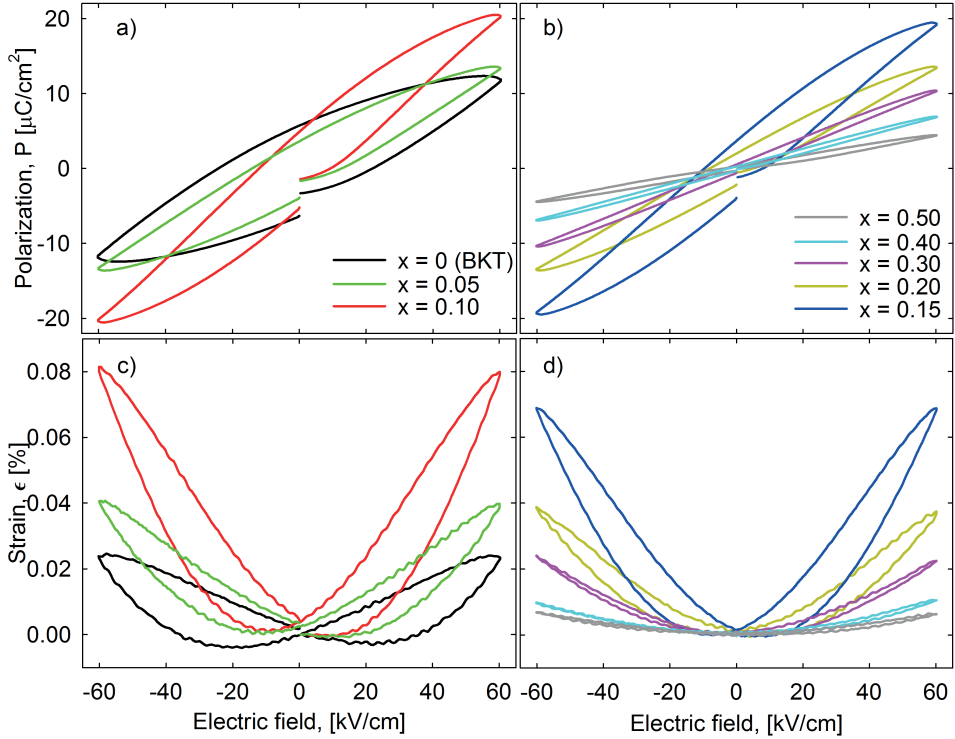 a)
b)
Polarization, P [μC/cm²]
20
10
0
-10
-20
x = 0 (BKT)
x = 0.05
x = 0.10
x = 0.50
x = 0.40
x = 0.30
x = 0.20
x = 0.15
c)
d)
Strain, ϵ [%]
0.08
0.06
0.04
0.02
0.00
-60 -40 -20 0 20 40 60
-60 -40 -20 0 20 40 60
Electric field, [kV/cm]
Electric field, [kV/cm]